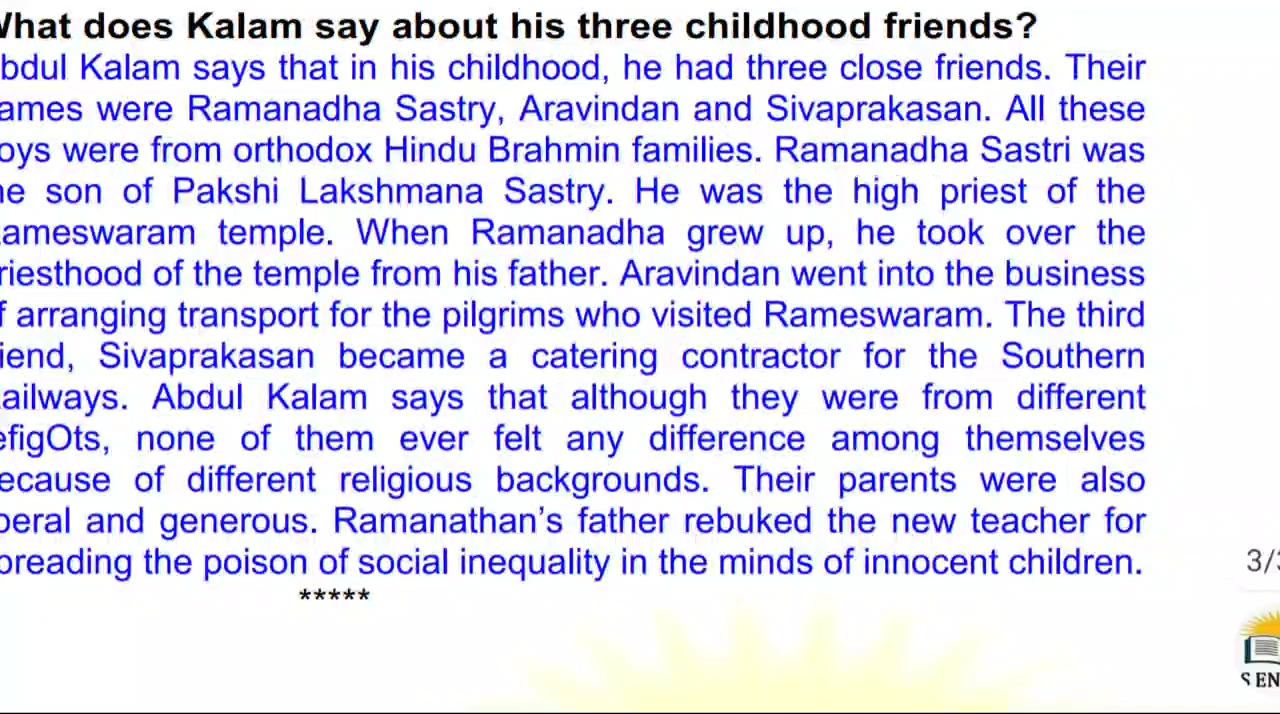 What does Kalam say about his three childhood friends?
bdul Kalam says that in his childhood, he had three close friends. Their
ames were Ramanadha Sastry, Aravindan and Sivaprakasan. All these
oys were from orthodox Hindu Brahmin families. Ramanadha Sastri was
he son of Pakshi Lakshmana Sastry. He was the high priest of the
ameswaram temple. When Ramanadha grew up, he took over the
riesthood of the temple from his father. Aravindan went into the business
f arranging transport for the pilgrims who visited Rameswaram. The third
iend, Sivaprakasan became a catering contractor for the Southern
ailways. Abdul Kalam says that although they were from different
efigOts, none of them ever felt any difference among themselves
ecause of different religious backgrounds. Their parents were also
beral and generous. Ramanathan's father rebuked the new teacher for
preading the poison of social inequality in the minds of innocent children.
*****
3/3
S EN